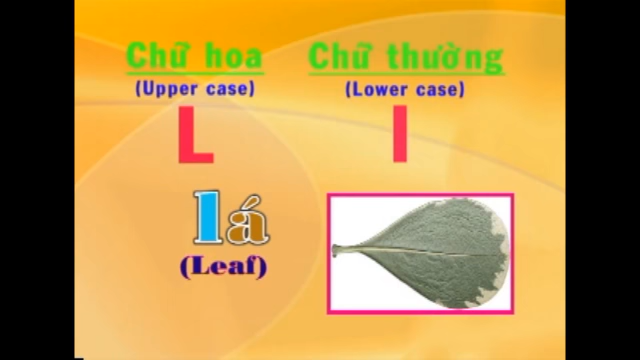 Chữ hoa Chữ thường
(Upper case) (Lower case)
L l
lá
(Leaf)